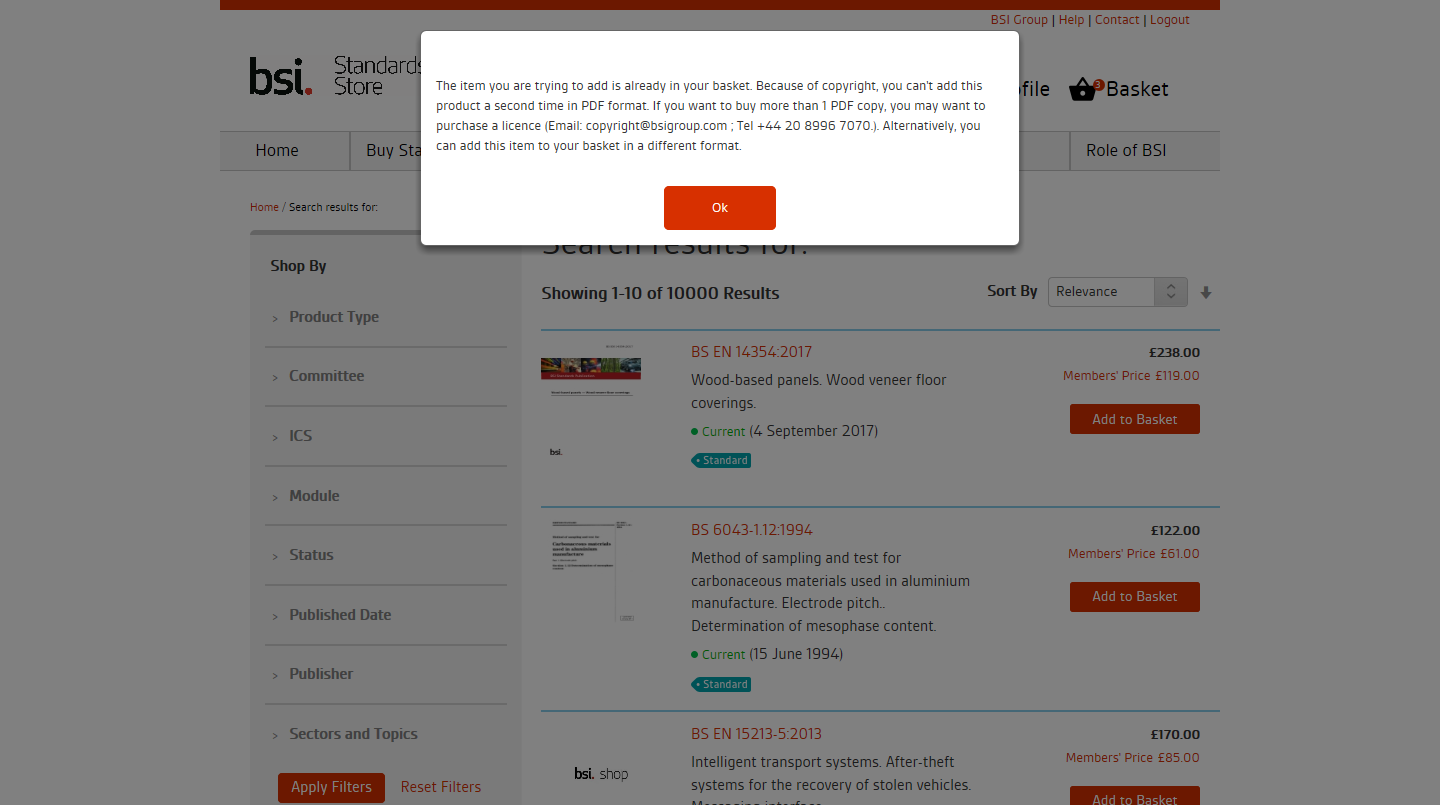 BSI Group | Help | Contact | Logout
bsi. Standards
Store
The item you are trying to add is already in your basket. Because of copyright, you can't add this
product a second time in PDF format. If you want to buy more than 1 PDF copy, you may want to
purchase a licence (Email: copyright@bsigroup.com ; Tel +44 20 8996 7070.). Alternatively, you
can add this item to your basket in a different format.
Ok
ofile 3 Basket
Home Buy Sta Role of BSI
Home / Search results for:
Search results for:
Shop By
Product Type
Committee
ICS
Module
Status
Published Date
Publisher
Sectors and Topics
Apply Filters Reset Filters
Showing 1-10 of 10000 Results
Sort By Relevance
BS EN 14354:2017
£238.00
Wood-based panels. Wood veneer floor
coverings.
Members' Price £119.00
Add to Basket
Current (4 September 2017)
Standard
bsi.
BS 6043-1.12:1994
£122.00
Method of sampling and test for
carbonaceous materials used in aluminium
manufacture. Electrode pitch..
Determination of mesophase content.
Members' Price £61.00
Add to Basket
Current (15 June 1994)
Standard
Carbonaceous materials
used in aluminium
manufacture
BS EN 15213-5:2013
£170.00
Intelligent transport systems. After-theft
systems for the recovery of stolen vehicles.
Messaging interface
Members' Price £85.00
Add to Basket
bsi. shop